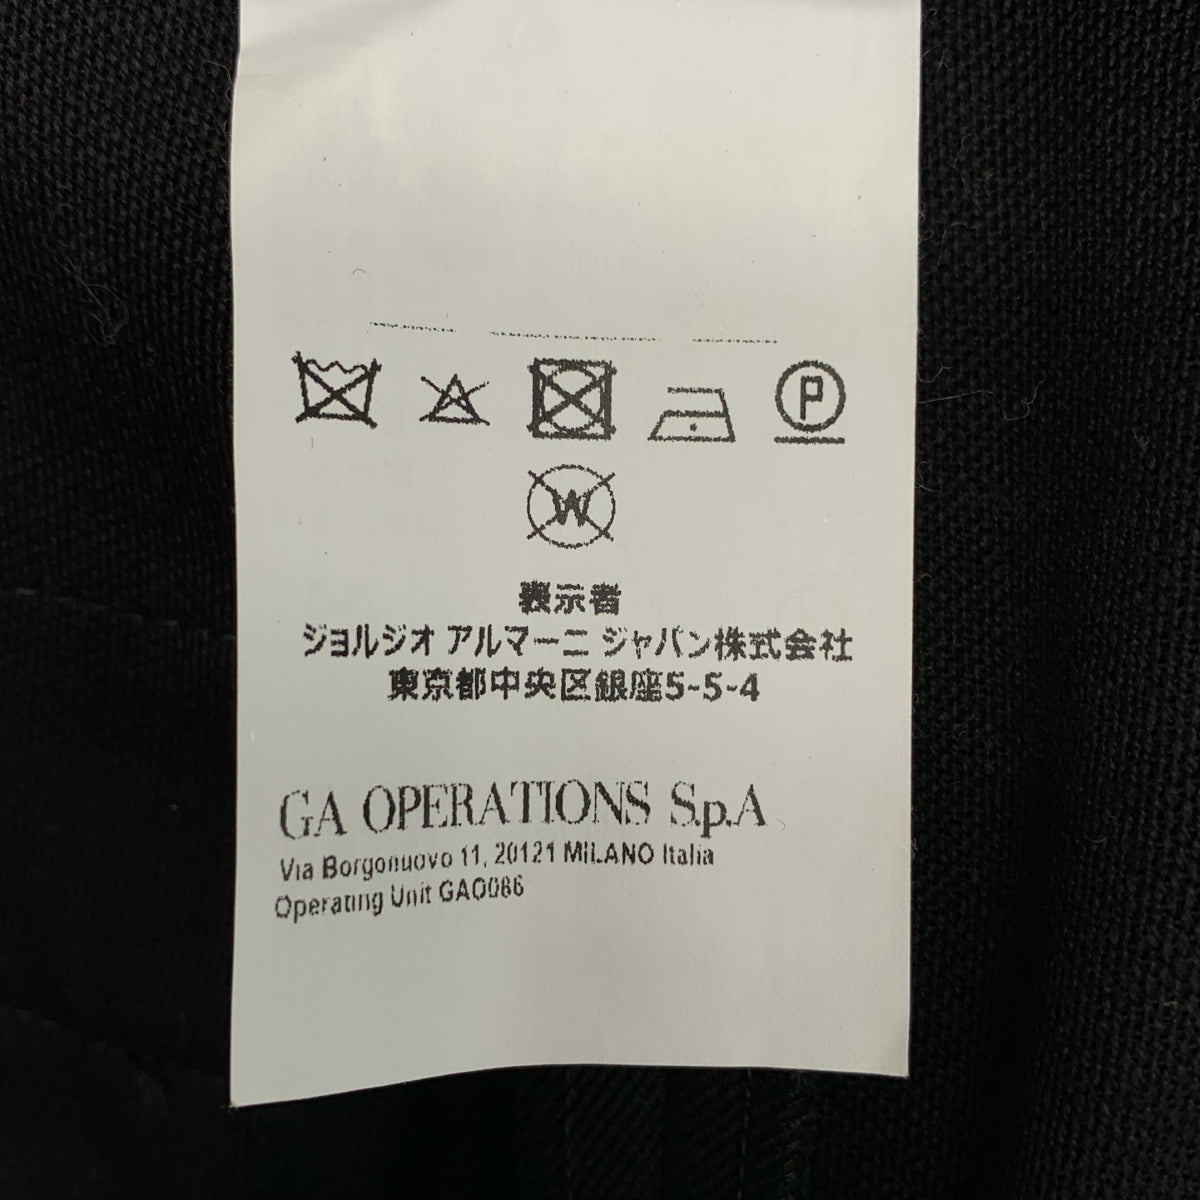 P
W
表示者
ジョルジオ アルマーニ ジャパン株式会社
東京都中央区銀座5-5-4
GA OPERATIONS S.p.A
Via Borgonuovo 11, 20121 MILANO Italia
Operating Unit GAO086